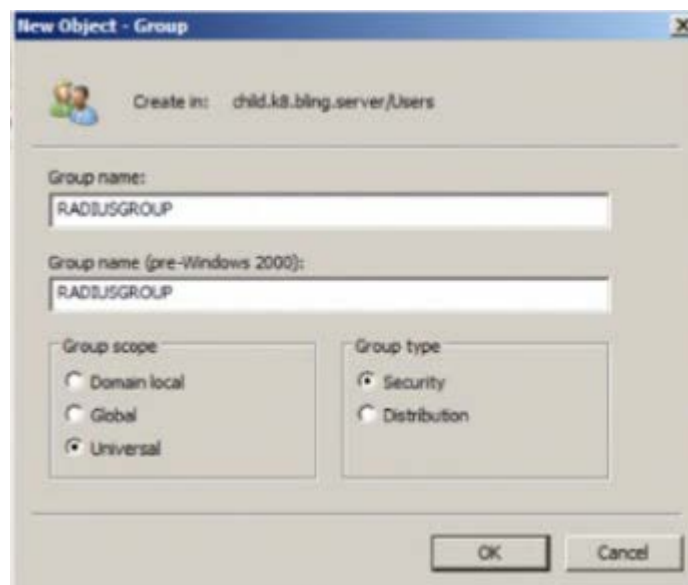 New Object - Group
Create in: child.k8.bling.server/Users
Group name:
RADIUSGROUP
Group name (pre-Windows 2000):
RADIUSGROUP
Group scope
Domain local
Global
Universal
Group type
Security
Distribution
OK
Cancel